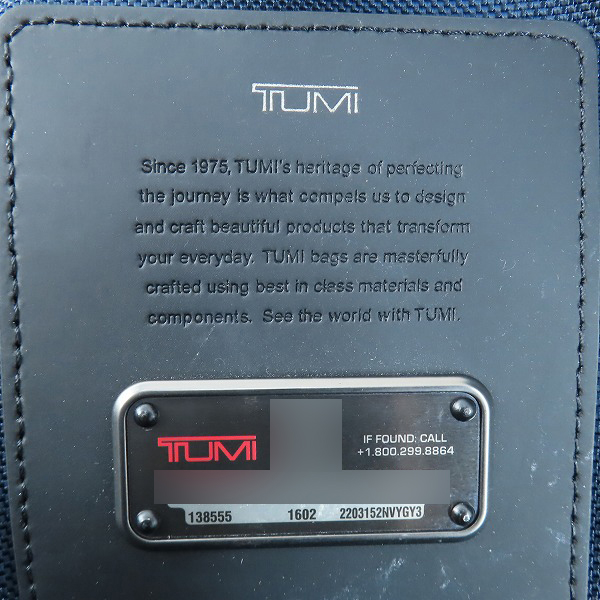 TUMI
Since 1975, TUMI's heritage of perfecting
the journey is what compels us to design
and craft beautiful products that transform
your everyday. TUMI bags are masterfully
crafted using best in class materials and
components. See the world with TUMI.
TUMI
IF FOUND: CALL
+1.800.299.8864
138555 1602 2203152NVYGY3